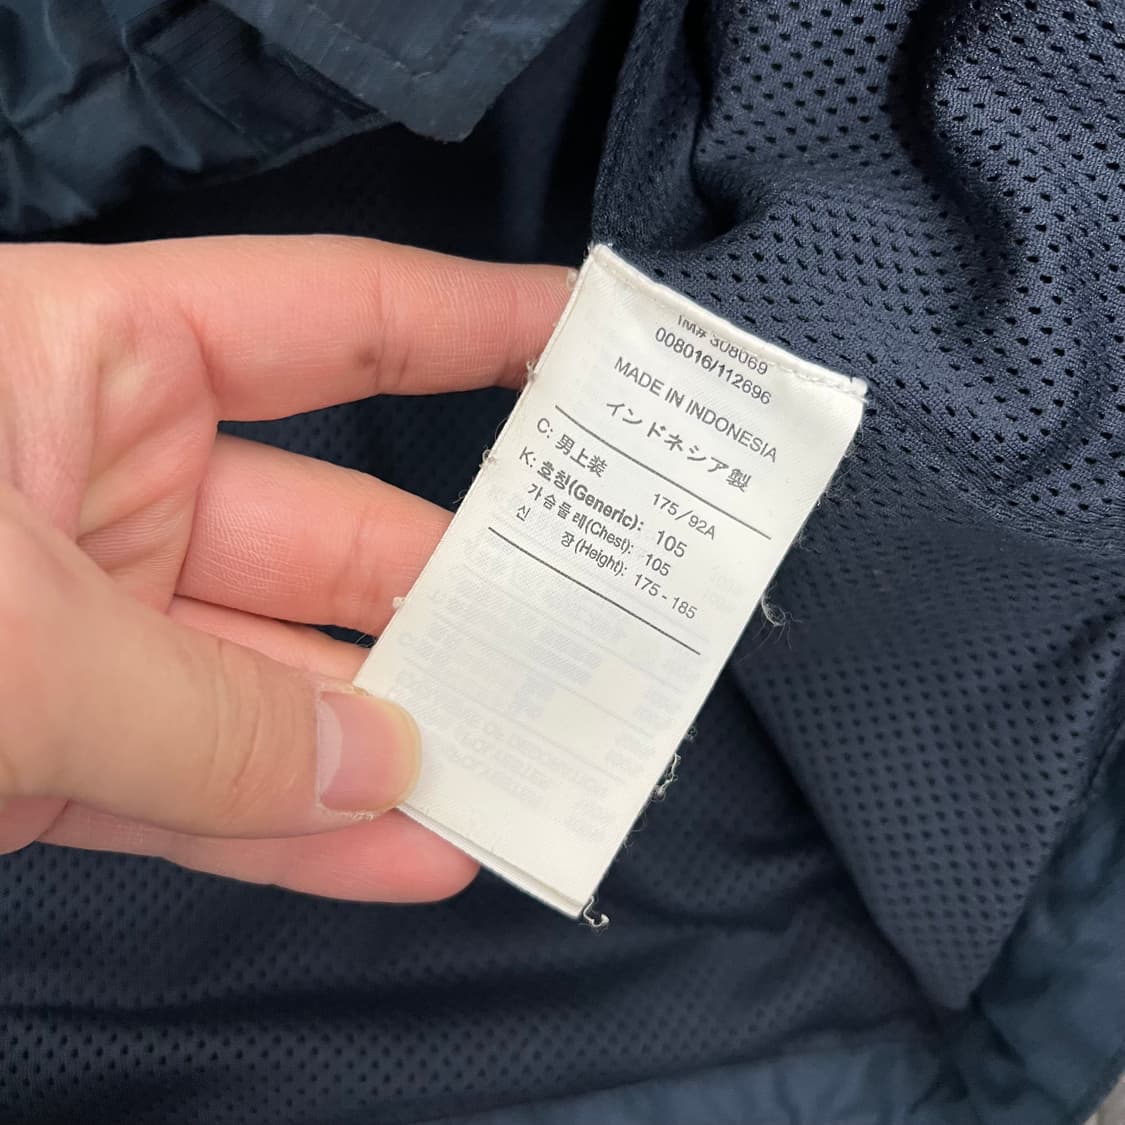 IM# 308069
008016/112696
MADE IN INDONESIA
インドネシア製
C: 男上装 175/92A
K: 호칭(Generic): 105
가슴둘레(Chest): 105
신 장(Height): 175 - 185